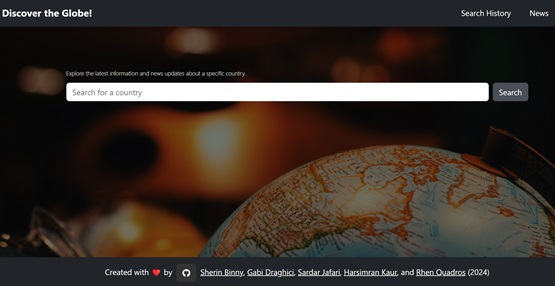 Discover the Globe!
Search History
News
Explore the latest information and news updates about a specific country.
Search for a country
Search
Created with ❤️ by Sherin Binny, Gabi Draghici, Sardar Jafari, Harsimran Kaur, and Rhen Quadros (2024)